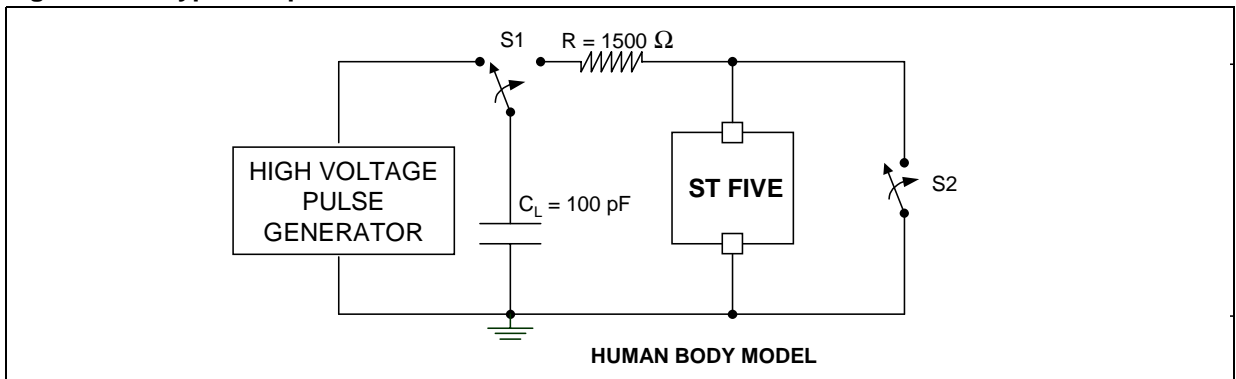 S1
R = 1500 Ω
HIGH VOLTAGE
PULSE
GENERATOR
C_L = 100 pF
ST FIVE
S2
HUMAN BODY MODEL